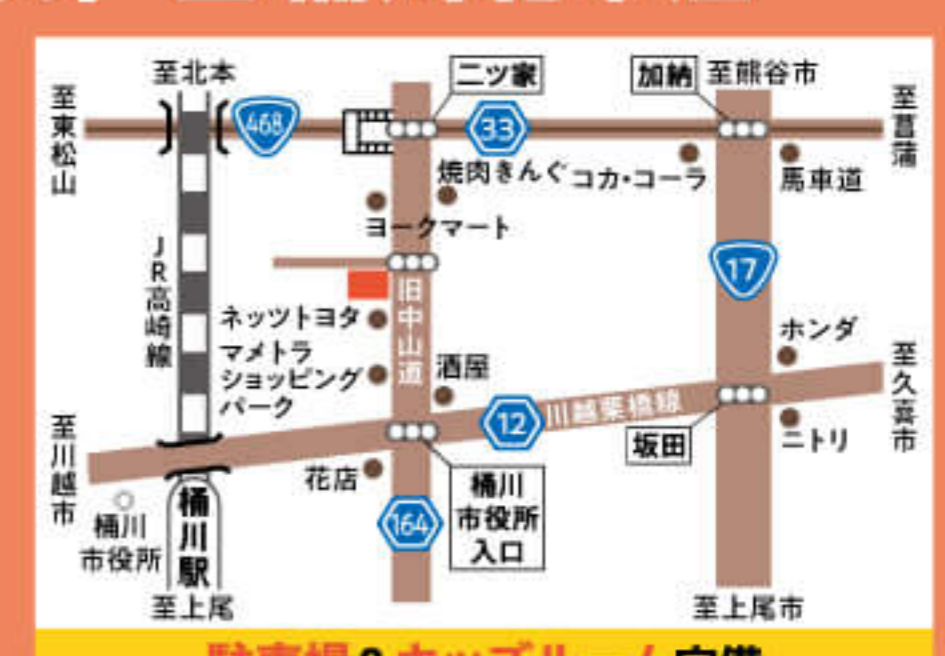 至北本
二ツ家
加納
至熊谷市
至東松山
468
33
至菖蒲
焼肉きんぐ
コカ・コーラ
馬車道
ヨークマート
JR高崎線
旧中山道
17
ネッツトヨタ
マメトラ
ショッピング
パーク
酒屋
ホンダ
至久喜市
至川越市
12
川越栗橋線
坂田
ニトリ
花店
桶川
市役所
入口
164
桶川
市役所
桶川駅
至上尾
至上尾市